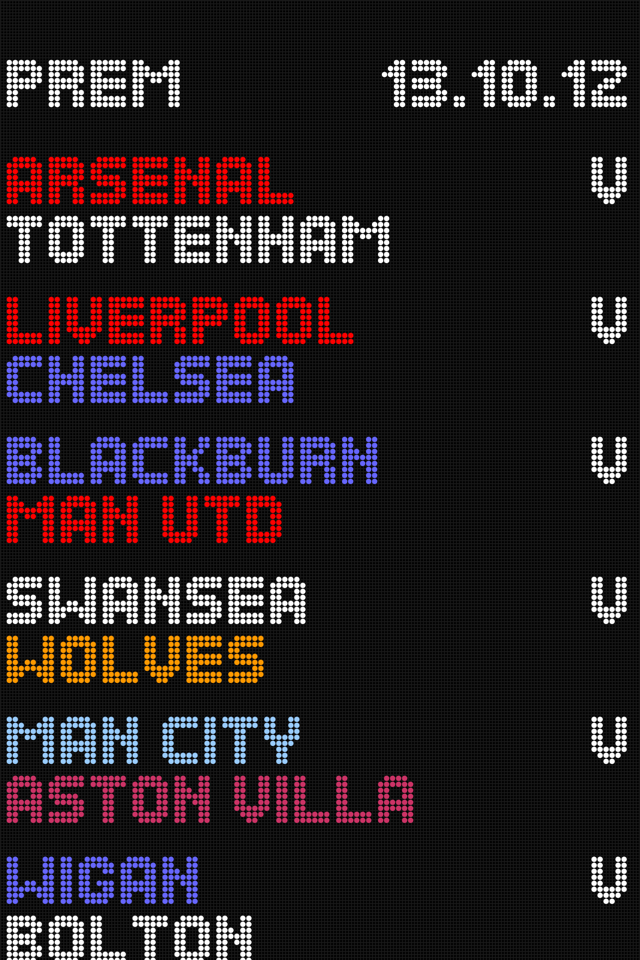 PREM 13.10.12
ARSENAL V
TOTTENHAM
LIVERPOOL V
CHELSEA
BLACKBURN V
MAN UTD
SWANSEA V
WOLVES
MAN CITY V
ASTON VILLA
WIGAN V
BOLTON